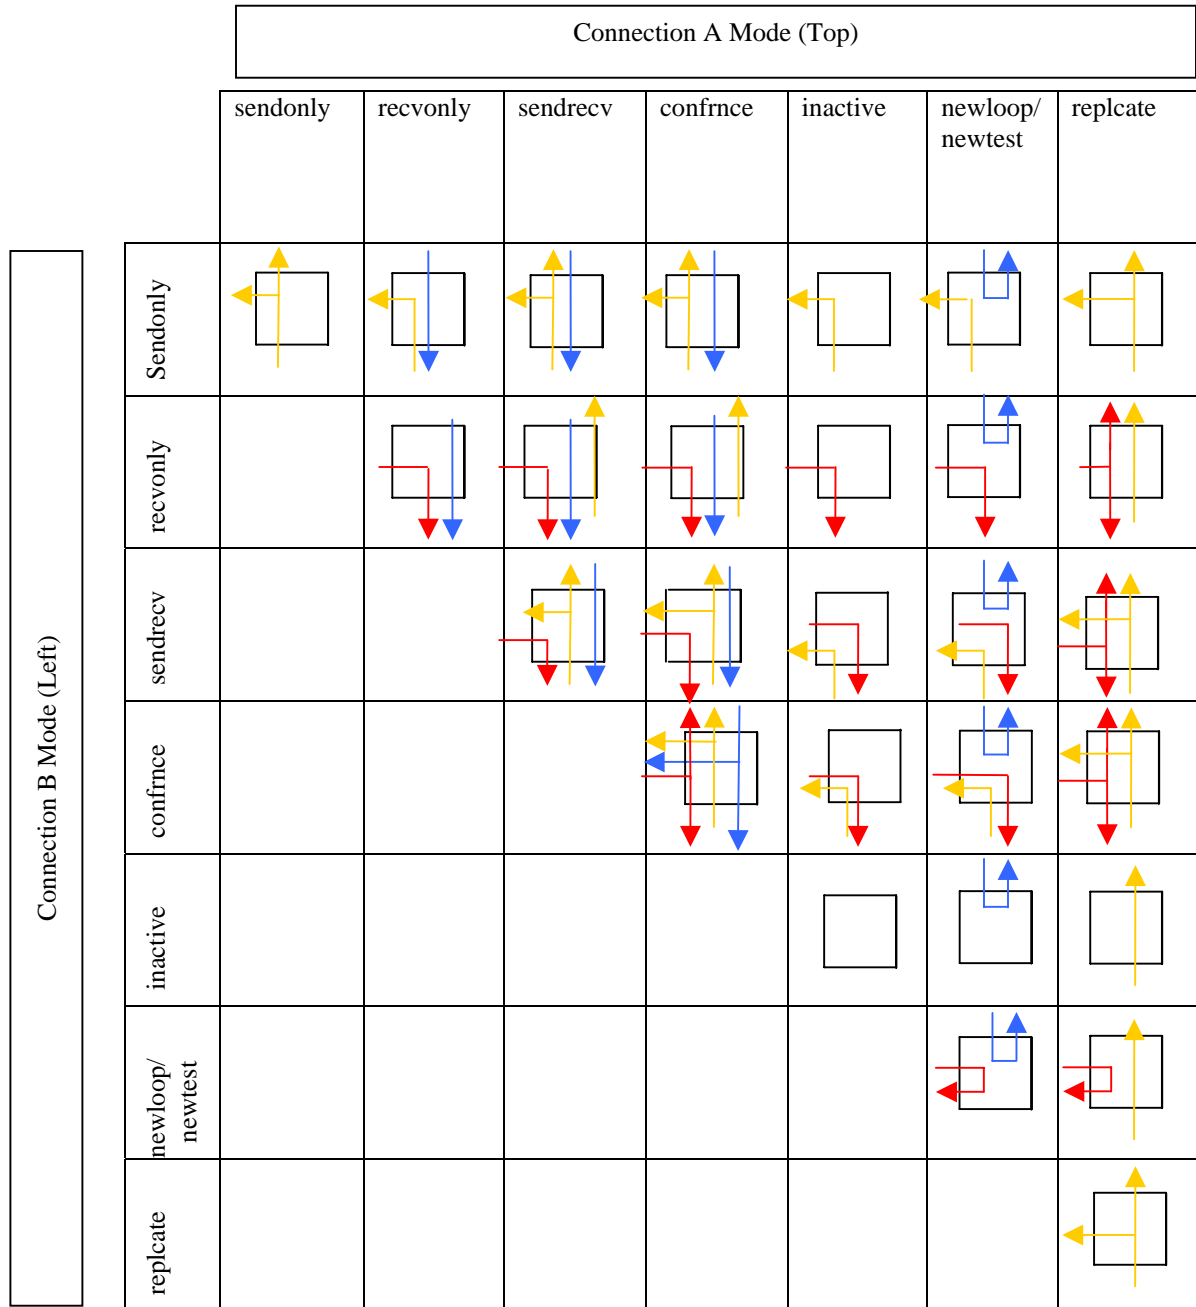 Connection A Mode (Top)
sendonly
recvonly
sendrecv
confrnce
inactive
newloop/
newtest
replcate
Connection B Mode (Left)
Sendonly
recvonly
sendrecv
confrnce
inactive
newloop/
newtest
replcate